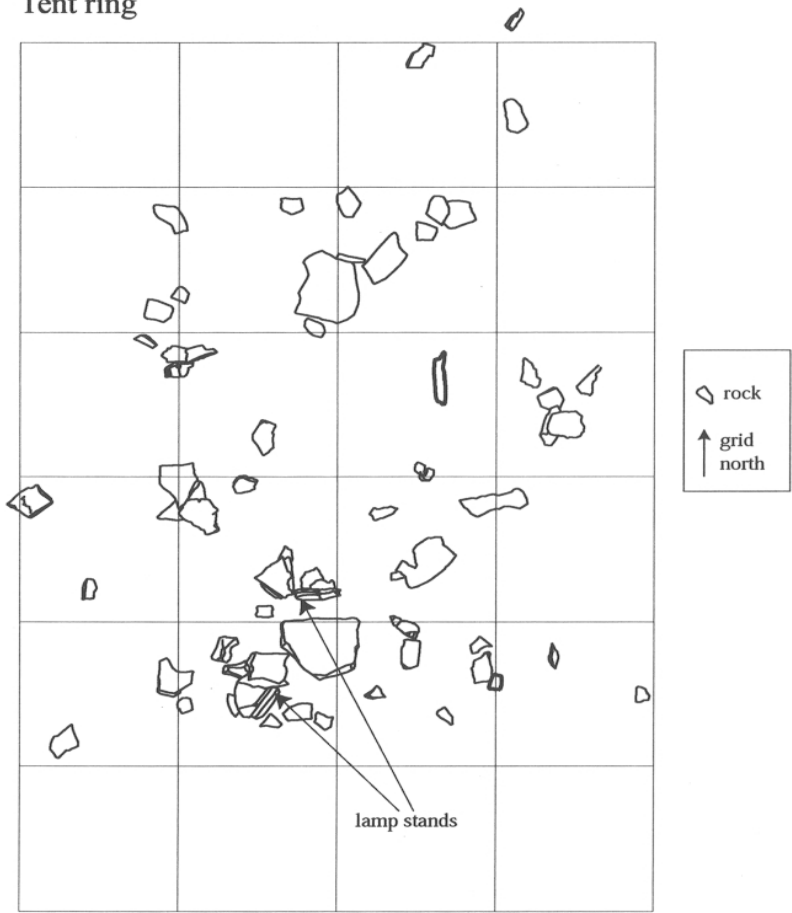 Tent ring
rock
grid
north
lamp stands